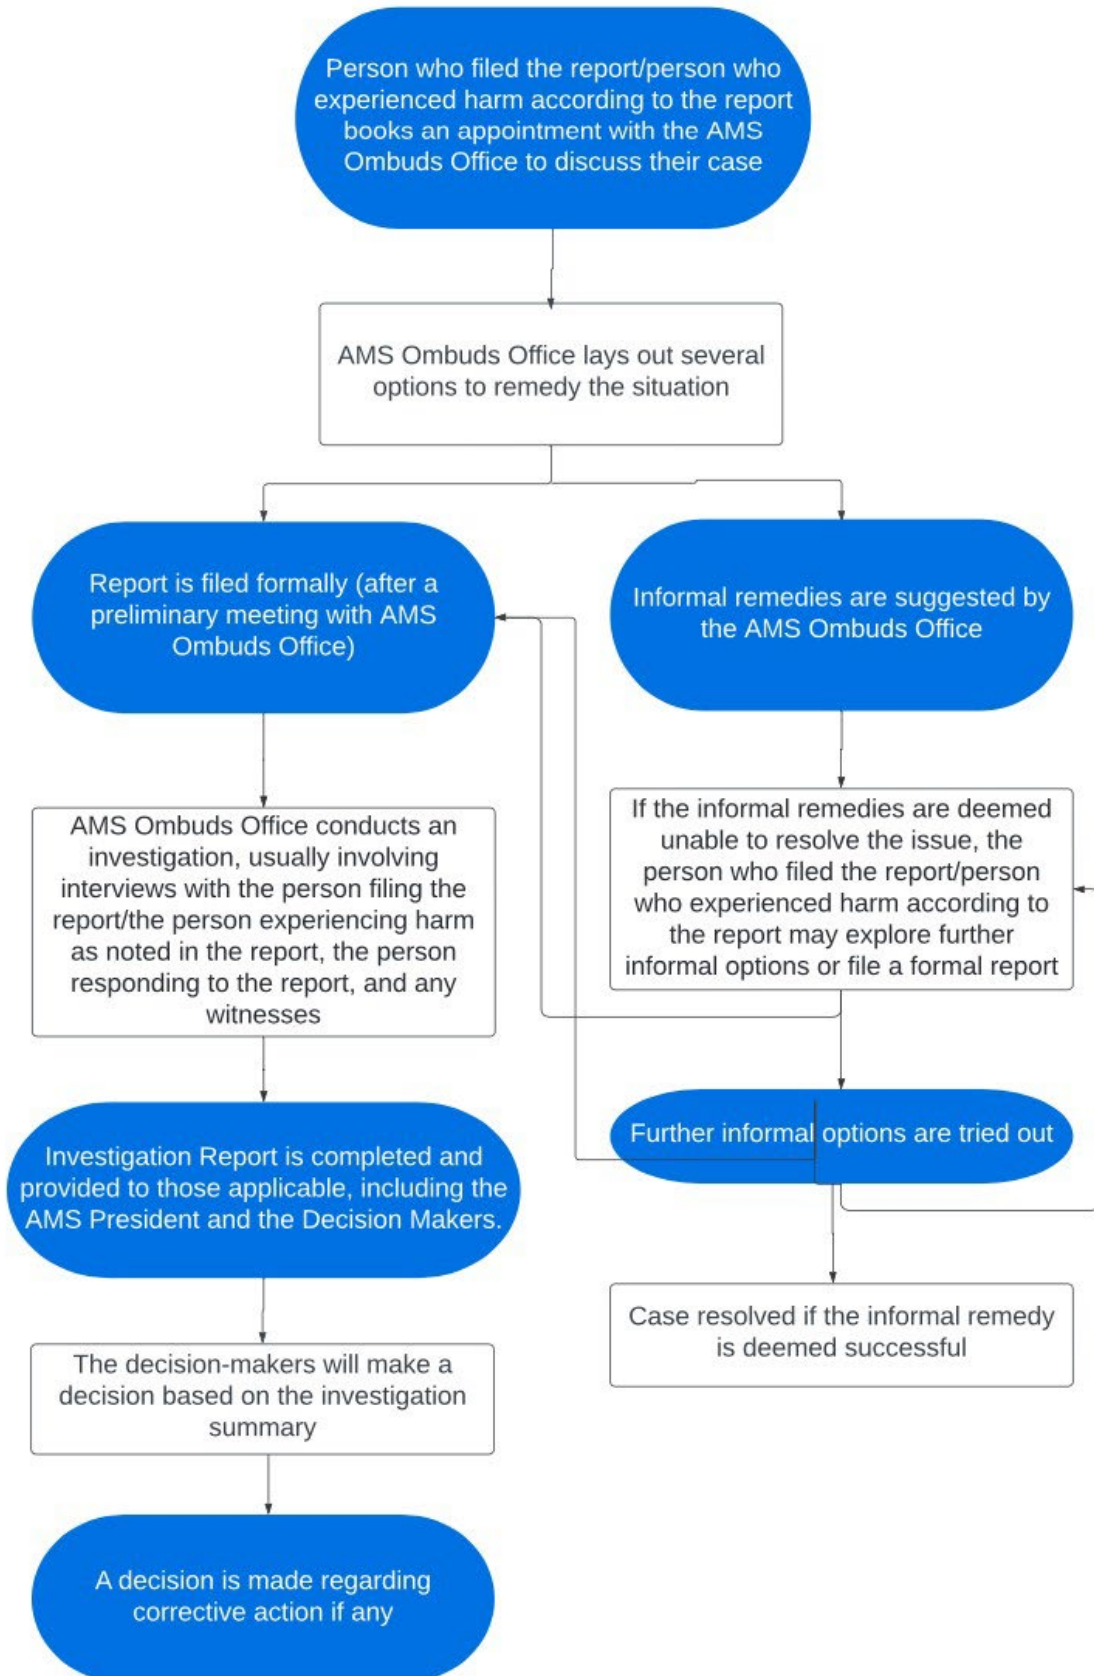 Person who filed the report/person who
experienced harm according to the report
books an appointment with the AMS
Ombuds Office to discuss their case
AMS Ombuds Office lays out several
options to remedy the situation
Report is filed formally (after a
preliminary meeting with AMS
Ombuds Office)
Informal remedies are suggested by
the AMS Ombuds Office
AMS Ombuds Office conducts an
investigation, usually involving
interviews with the person filing the
report/the person experiencing harm
as noted in the report, the person
responding to the report, and any
witnesses
If the informal remedies are deemed
unable to resolve the issue, the
person who filed the report/person
who experienced harm according to
the report may explore further
informal options or file a formal report
Investigation Report is completed and
provided to those applicable, including the
AMS President and the Decision Makers.
Further informal options are tried out
The decision-makers will make a
decision based on the investigation
summary
Case resolved if the informal remedy
is deemed successful
A decision is made regarding
corrective action if any